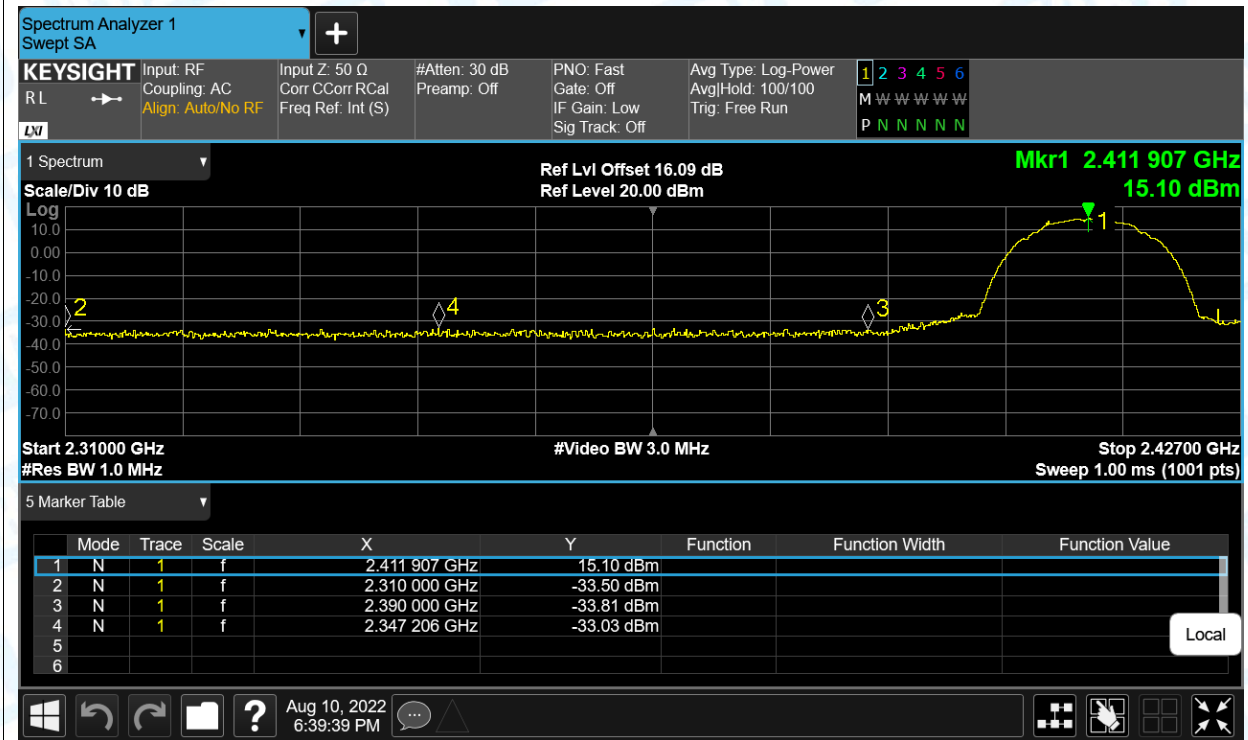 Spectrum Analyzer 1
Swept SA
+
KEYSIGHT
R L
LXI
Input: RF
Coupling: AC
Align: Auto/No RF
Input Z: 50 Ω
Corr CCorr RCal
Freq Ref: Int (S)
#Atten: 30 dB
Preamp: Off
PNO: Fast
Gate: Off
IF Gain: Low
Sig Track: Off
Avg Type: Log-Power
Avg|Hold: 100/100
Trig: Free Run
1 2 3 4 5 6
M W W W W W
P N N N N N
1 Spectrum
Scale/Div 10 dB
Ref Lvl Offset 16.09 dB
Ref Level 20.00 dBm
Mkr1 2.411 907 GHz
15.10 dBm
Log
10.0
0.00
-10.0
-20.0
-30.0
-40.0
-50.0
-60.0
-70.0
2
4
3
1
Start 2.31000 GHz
#Res BW 1.0 MHz
#Video BW 3.0 MHz
Stop 2.42700 GHz
Sweep 1.00 ms (1001 pts)
5 Marker Table
Mode Trace Scale X Y Function Function Width Function Value
1 N 1 f 2.411 907 GHz 15.10 dBm
2 N 1 f 2.310 000 GHz -33.50 dBm
3 N 1 f 2.390 000 GHz -33.81 dBm
4 N 1 f 2.347 206 GHz -33.03 dBm
5
6
Local
?
Aug 10, 2022
6:39:39 PM